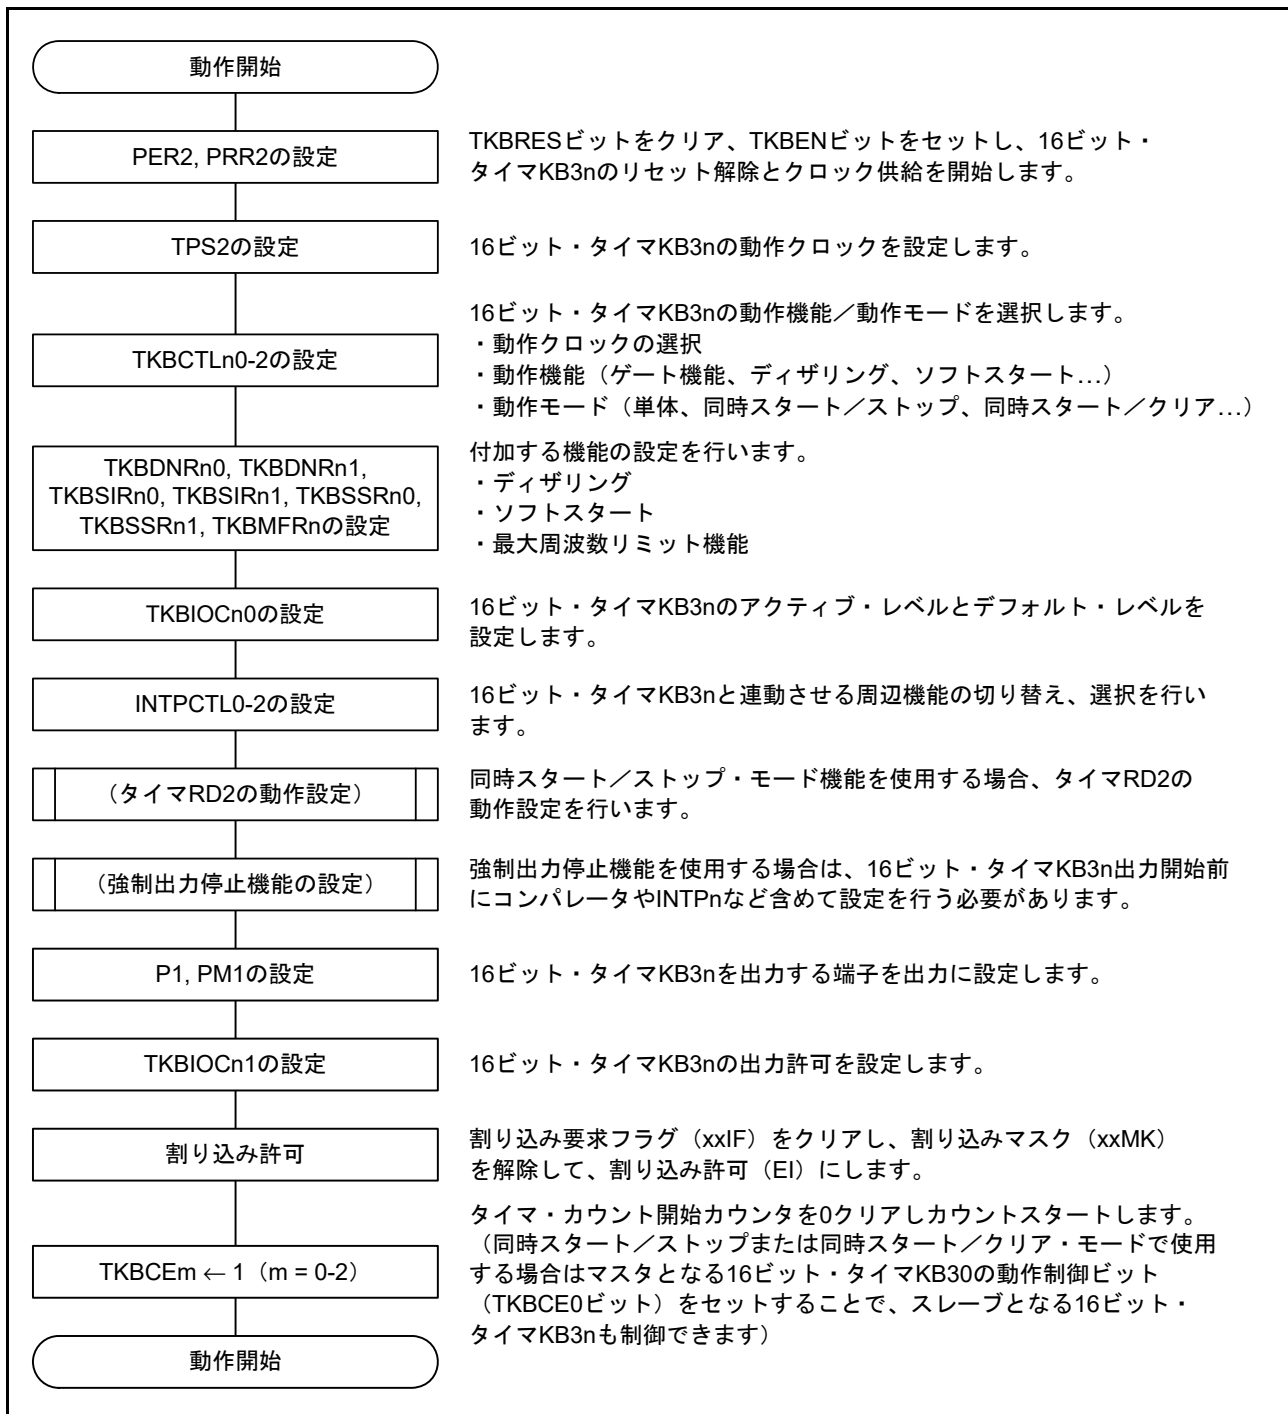 動作開始
PER2, PRR2の設定
TKBRESビットをクリア、TKBENビットをセットし、16ビット・
タイマKB3nのリセット解除とクロック供給を開始します。
TPS2の設定
16ビット・タイマKB3nの動作クロックを設定します。
TKBCTLn0-2の設定
16ビット・タイマKB3nの動作機能／動作モードを選択します。
・動作クロックの選択
・動作機能（ゲート機能、ディザリング、ソフトスタート…）
・動作モード（単体、同時スタート／ストップ、同時スタート／クリア…）
TKBDNRn0, TKBDNRn1,
TKBSIRn0, TKBSIRn1, TKBSSRn0,
TKBSSRn1, TKBMFRnの設定
付加する機能の設定を行います。
・ディザリング
・ソフトスタート
・最大周波数リミット機能
TKBIOCn0の設定
16ビット・タイマKB3nのアクティブ・レベルとデフォルト・レベルを
設定します。
INTPCTL0-2の設定
16ビット・タイマKB3nと連動させる周辺機能の切り替え、選択を行い
ます。
（タイマRD2の動作設定）
同時スタート／ストップ・モード機能を使用する場合、タイマRD2の
動作設定を行います。
（強制出力停止機能の設定）
強制出力停止機能を使用する場合は、16ビット・タイマKB3n出力開始前
にコンパレータやINTPnなど含めて設定を行う必要があります。
P1, PM1の設定
16ビット・タイマKB3nを出力する端子を出力に設定します。
TKBIOCn1の設定
16ビット・タイマKB3nの出力許可を設定します。
割り込み許可
割り込み要求フラグ（xxIF）をクリアし、割り込みマスク（xxMK）
を解除して、割り込み許可（EI）にします。
TKBCEm ← 1（m = 0-2）
タイマ・カウント開始カウンタを0クリアしカウントスタートします。
（同時スタート／ストップまたは同時スタート／クリア・モードで使用
する場合はマスタとなる16ビット・タイマKB30の動作制御ビット
（TKBCE0ビット）をセットすることで、スレーブとなる16ビット・
タイマKB3nも制御できます）
動作開始